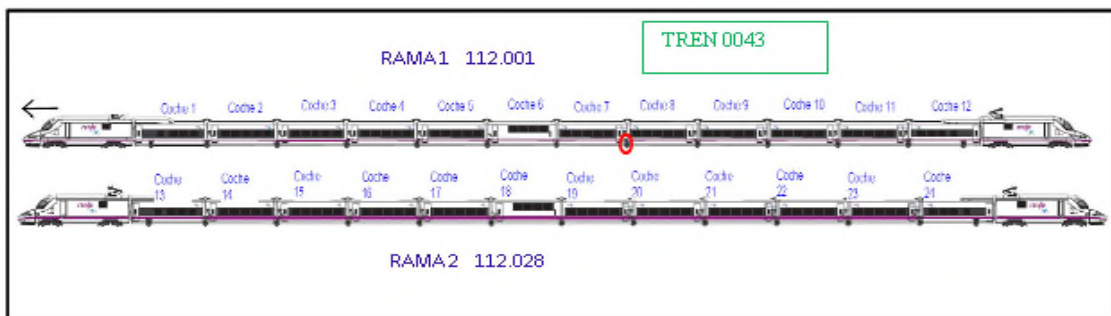 TREN 0043
RAMA 1 112.001
Coche 1 Coche 2 Coche 3 Coche 4 Coche 5 Coche 6 Coche 7 Coche 8 Coche 9 Coche 10 Coche 11 Coche 12
Coche Coche Coche Coche Coche Coche Coche Coche Coche Coche Coche Coche
13 14 15 16 17 18 19 20 21 22 23 24
RAMA 2 112.028